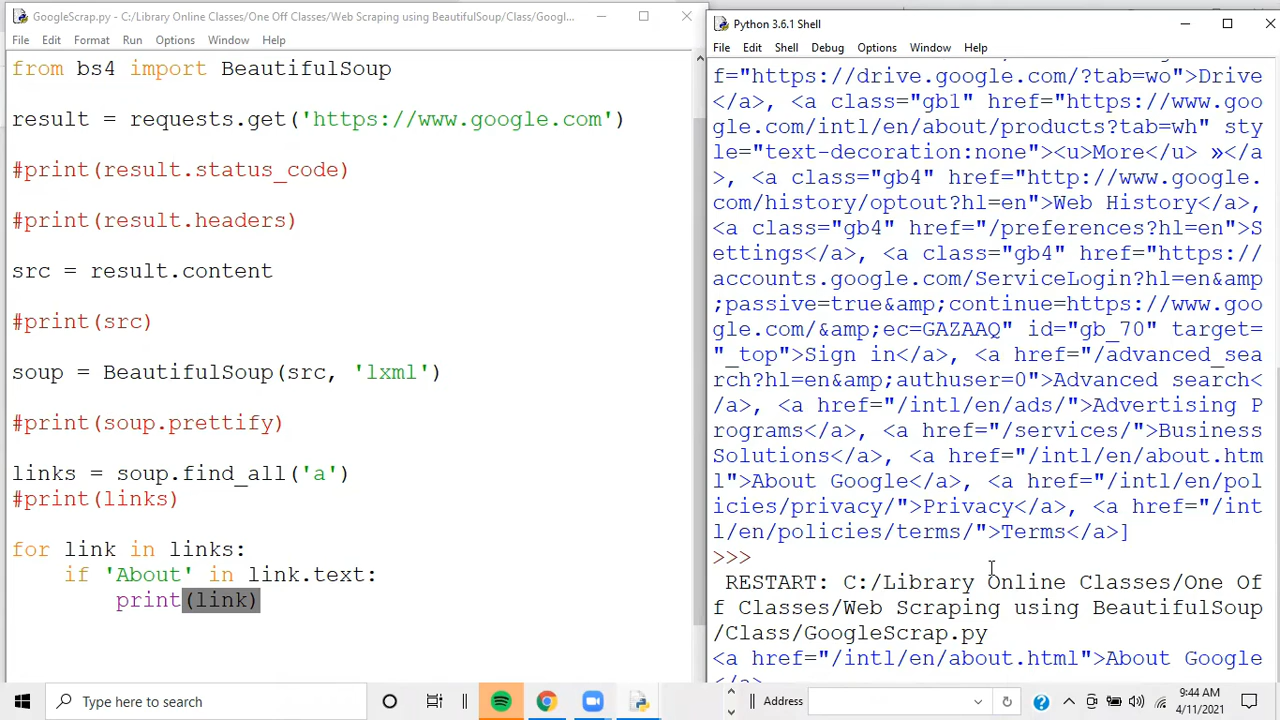 GoogleScrap.py - C:/Library Online Classes/One Off Classes/Web Scraping using BeautifulSoup/Class/Googl...
File Edit Format Run Options Window Help
from bs4 import BeautifulSoup
result = requests.get('https://www.google.com')
#print(result.status_code)
#print(result.headers)
src = result.content
#print(src)
soup = BeautifulSoup(src, 'lxml')
#print(soup.prettify)
links = soup.find_all('a')
#print(links)
for link in links:
if 'About' in link.text:
print(link)
Python 3.6.1 Shell
File Edit Shell Debug Options Window Help
f="https://drive.google.com/?tab=wo">Drive
</a>, <a class="gb1" href="https://www.goo
gle.com/intl/en/about/products?tab=wh" sty
le="text-decoration:none"><u>More</u> »</a
>, <a class="gb4" href="http://www.google.
com/history/optout?hl=en">Web History</a>,
<a class="gb4" href="/preferences?hl=en">S
ettings</a>, <a class="gb4" href="https://
accounts.google.com/ServiceLogin?hl=en&amp
;passive=true&amp;continue=https://www.goo
gle.com/&amp;ec=GAZAAQ" id="gb_70" target=
"_top">Sign in</a>, <a href="/advanced_sea
rch?hl=en&amp;authuser=0">Advanced search<
/a>, <a href="/intl/en/ads/">Advertising P
rograms</a>, <a href="/services/">Business
Solutions</a>, <a href="/intl/en/about.htm
l">About Google</a>, <a href="/intl/en/pol
icies/privacy/">Privacy</a>, <a href="/int
l/en/policies/terms/">Terms</a>]
>>>
RESTART: C:/Library Online Classes/One Of
f Classes/Web Scraping using BeautifulSoup
/Class/GoogleScrap.py
<a href="/intl/en/about.html">About Google
</a>
Type here to search
Address
9:44 AM
4/11/2021